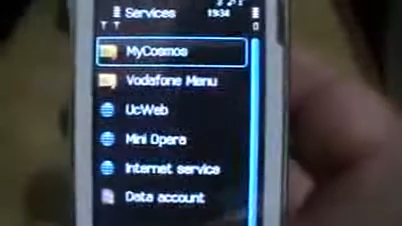 Services
19:34
MyCosmos
Vodafone Menu
UcWeb
Mini Opera
Internet service
Data account